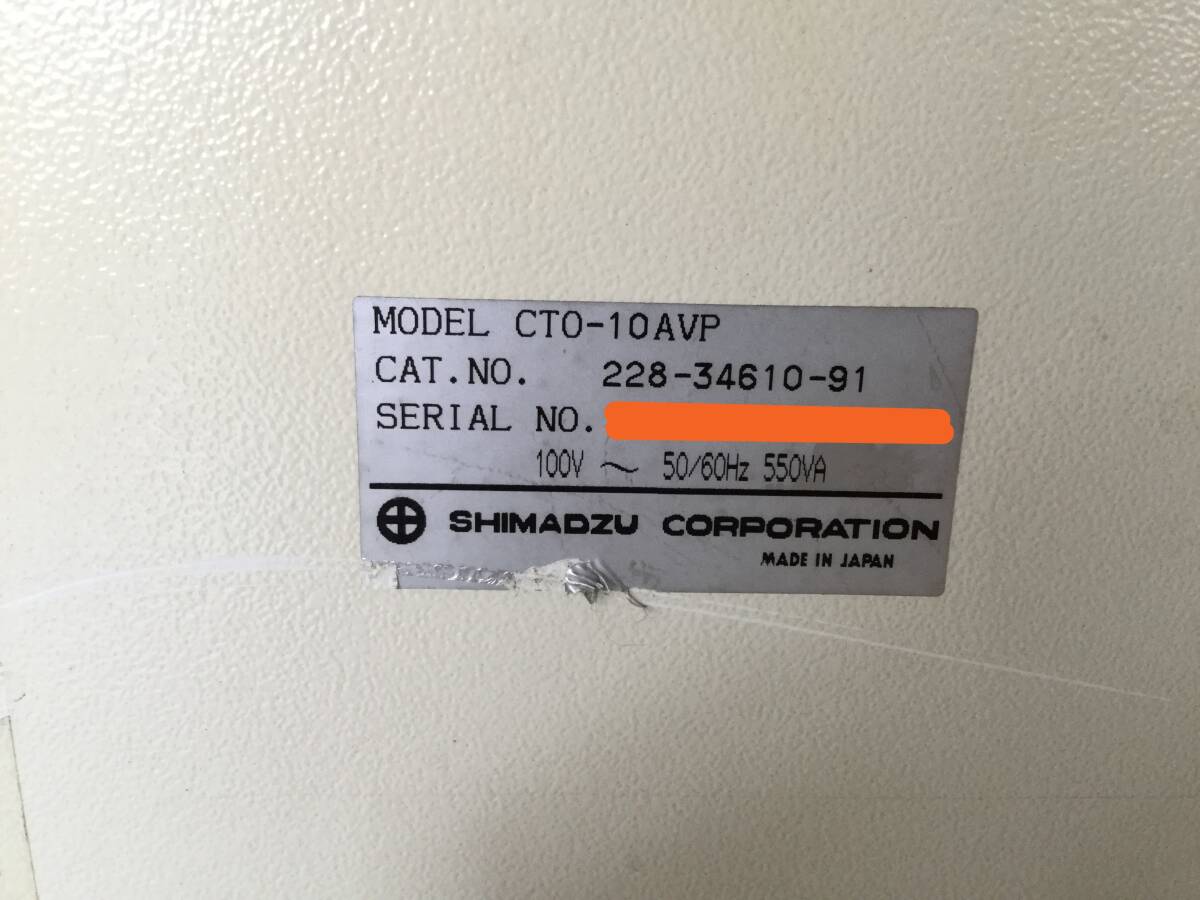 MODEL CTO-10AVP
CAT.NO. 228-34610-91
SERIAL NO.
100V ~ 50/60Hz 550VA
SHIMADZU CORPORATION
MADE IN JAPAN